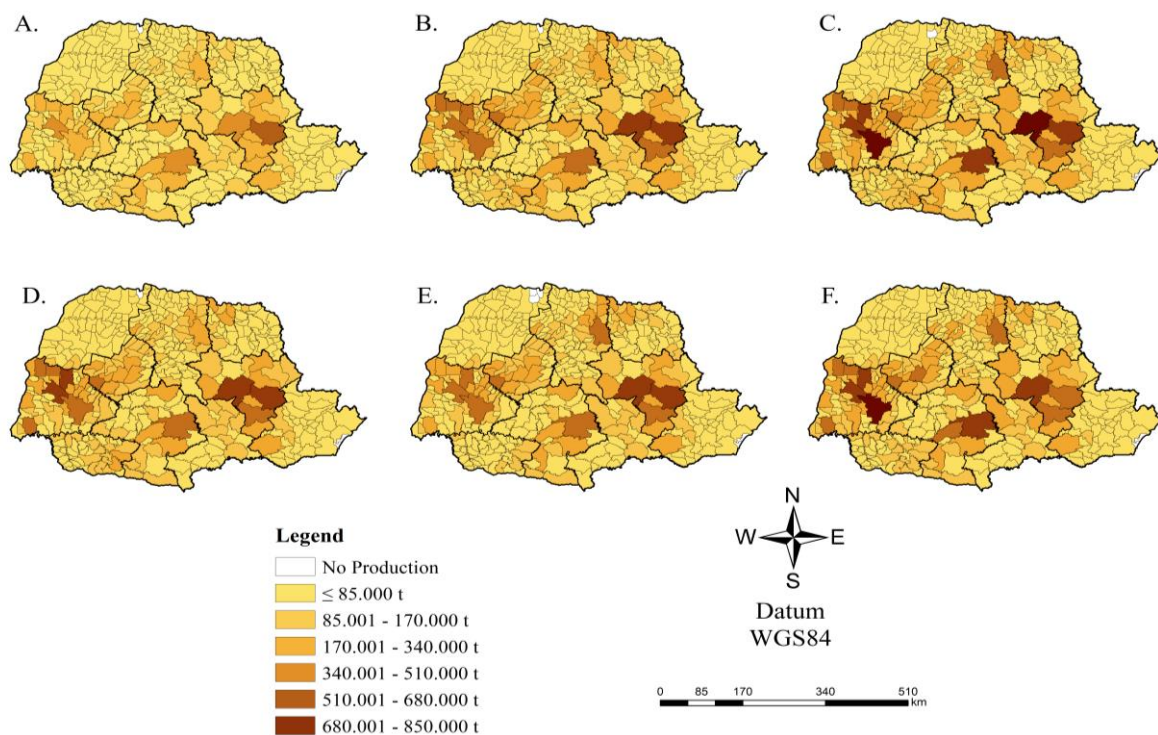 A. B. C.
D. E. F.
Legend
No Production
≤ 85.000 t
85.001 - 170.000 t
170.001 - 340.000 t
340.001 - 510.000 t
510.001 - 680.000 t
680.001 - 850.000 t
N
W E
S
Datum
WGS84
0 85 170 340 510
km